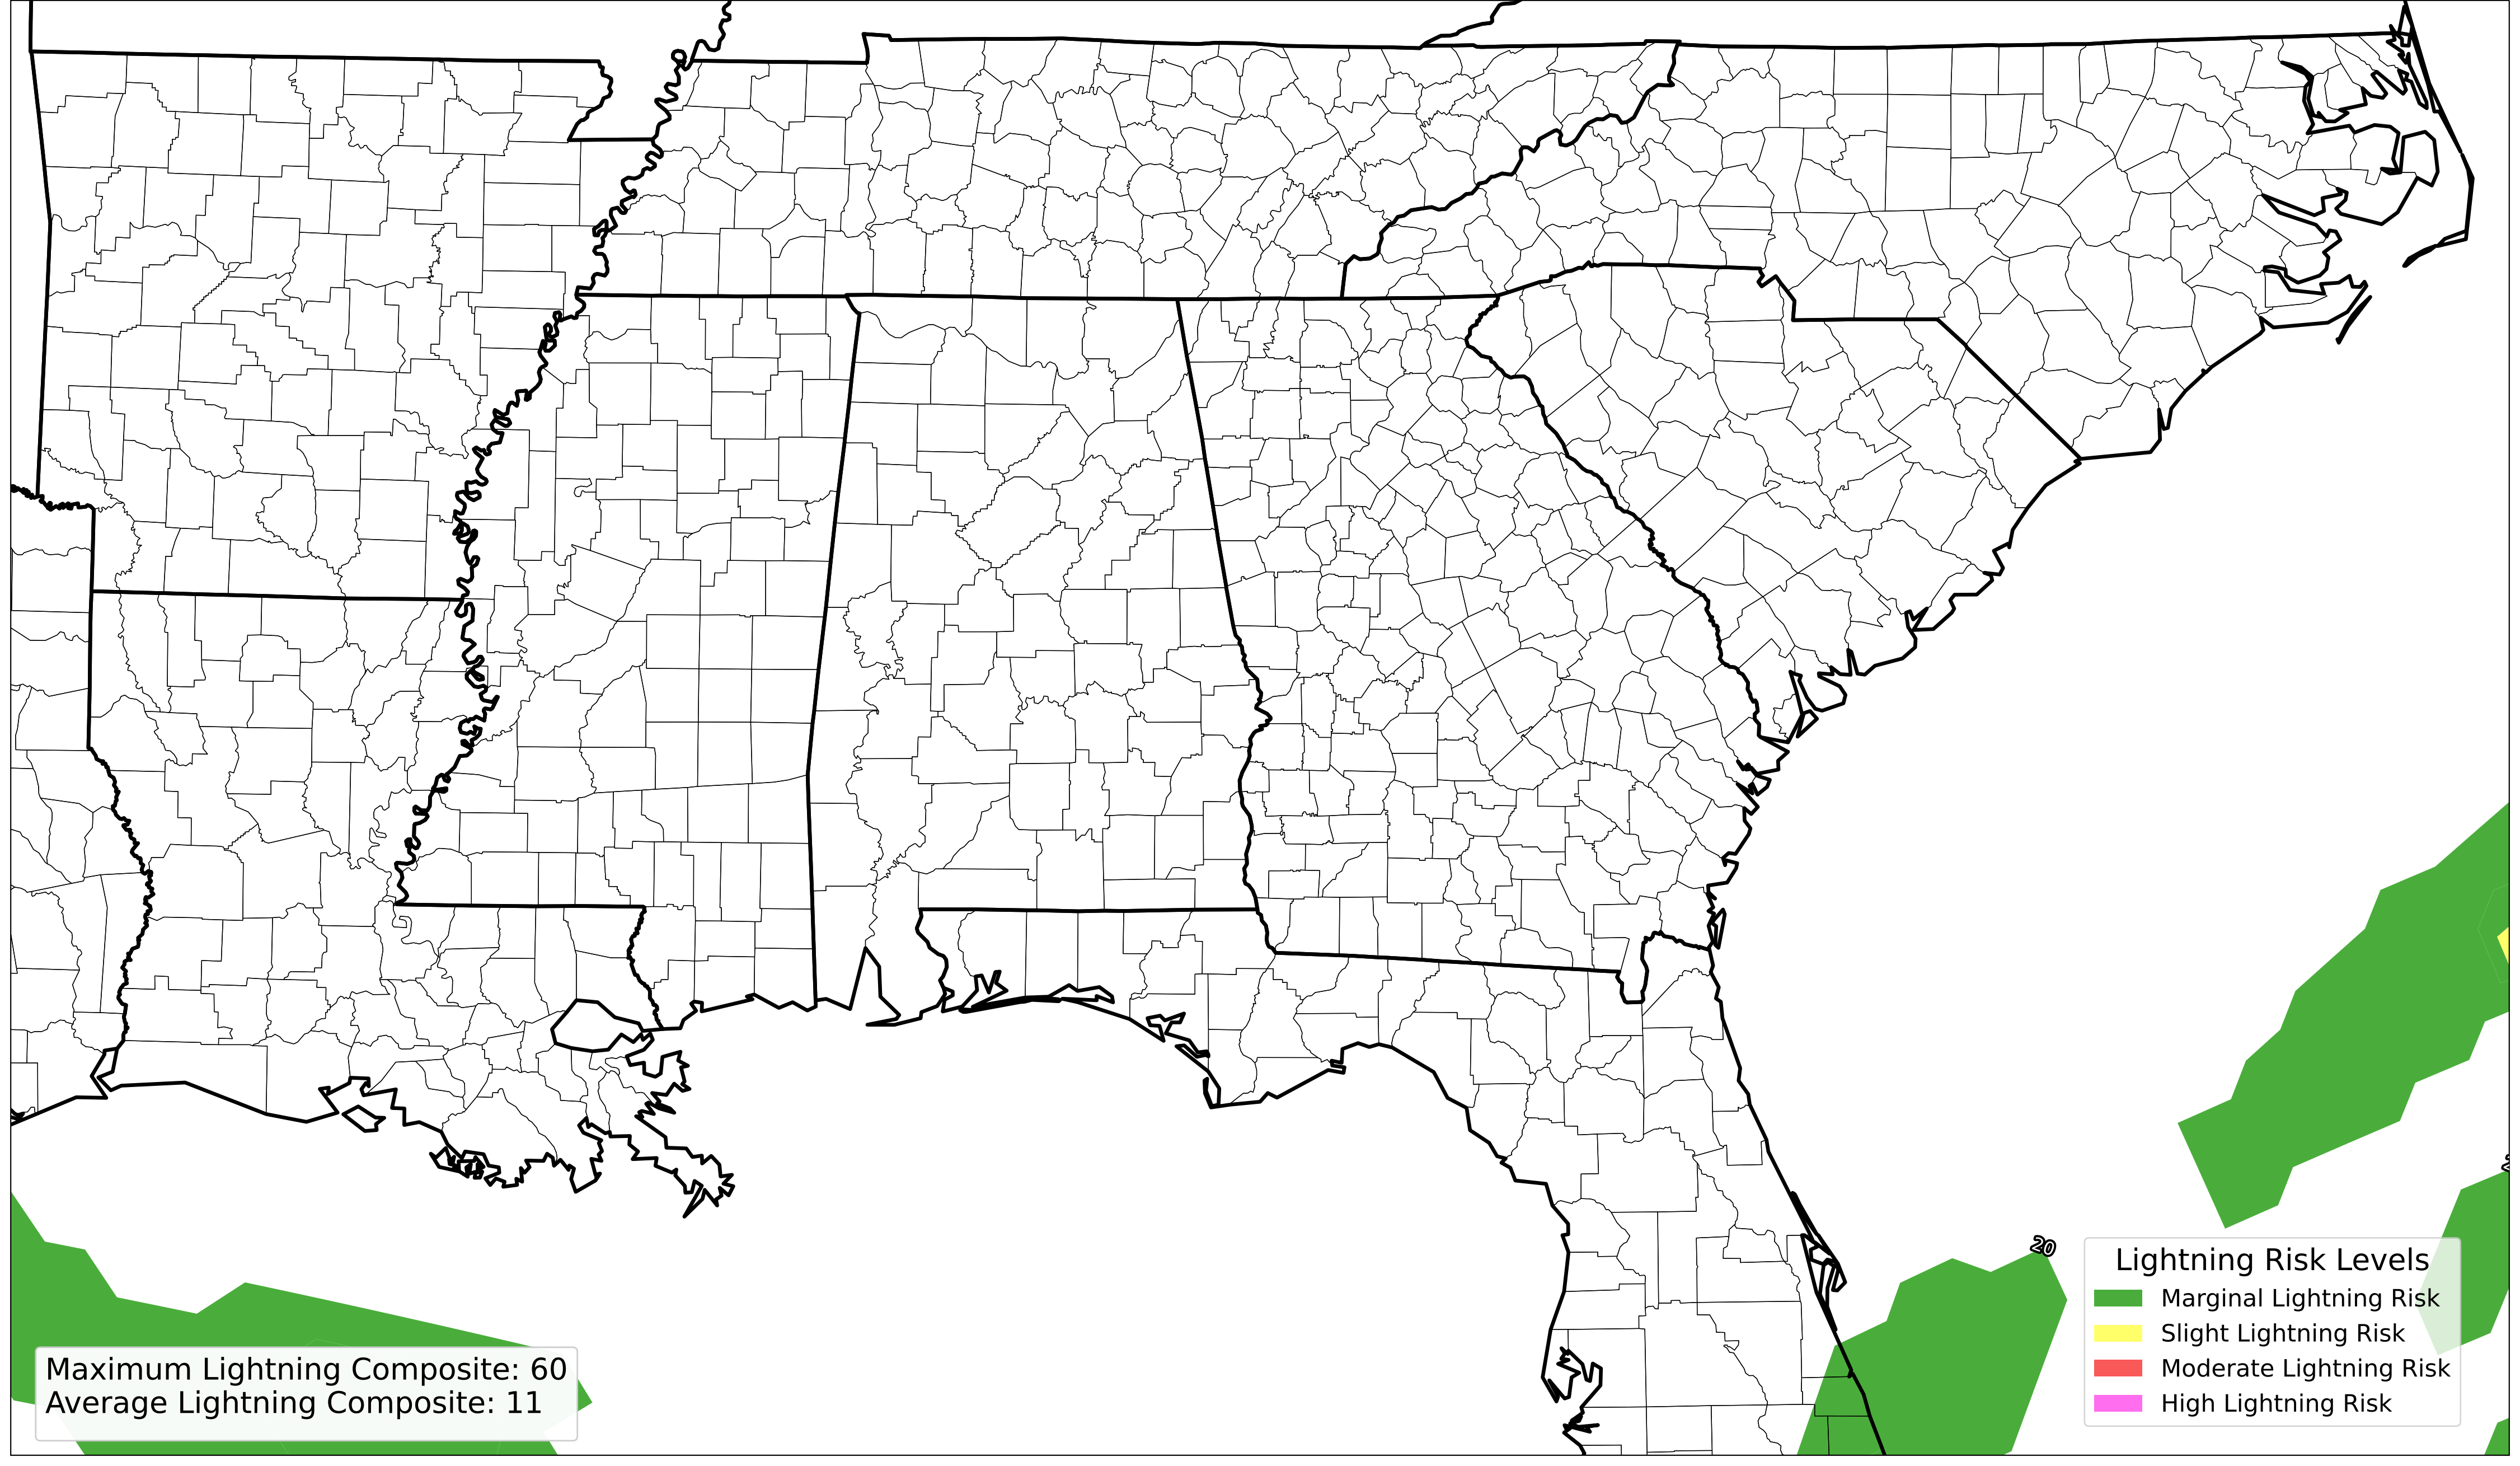 20
Lightning Risk Levels
Marginal Lightning Risk
Slight Lightning Risk
Moderate Lightning Risk
High Lightning Risk
Maximum Lightning Composite: 60
Average Lightning Composite: 11